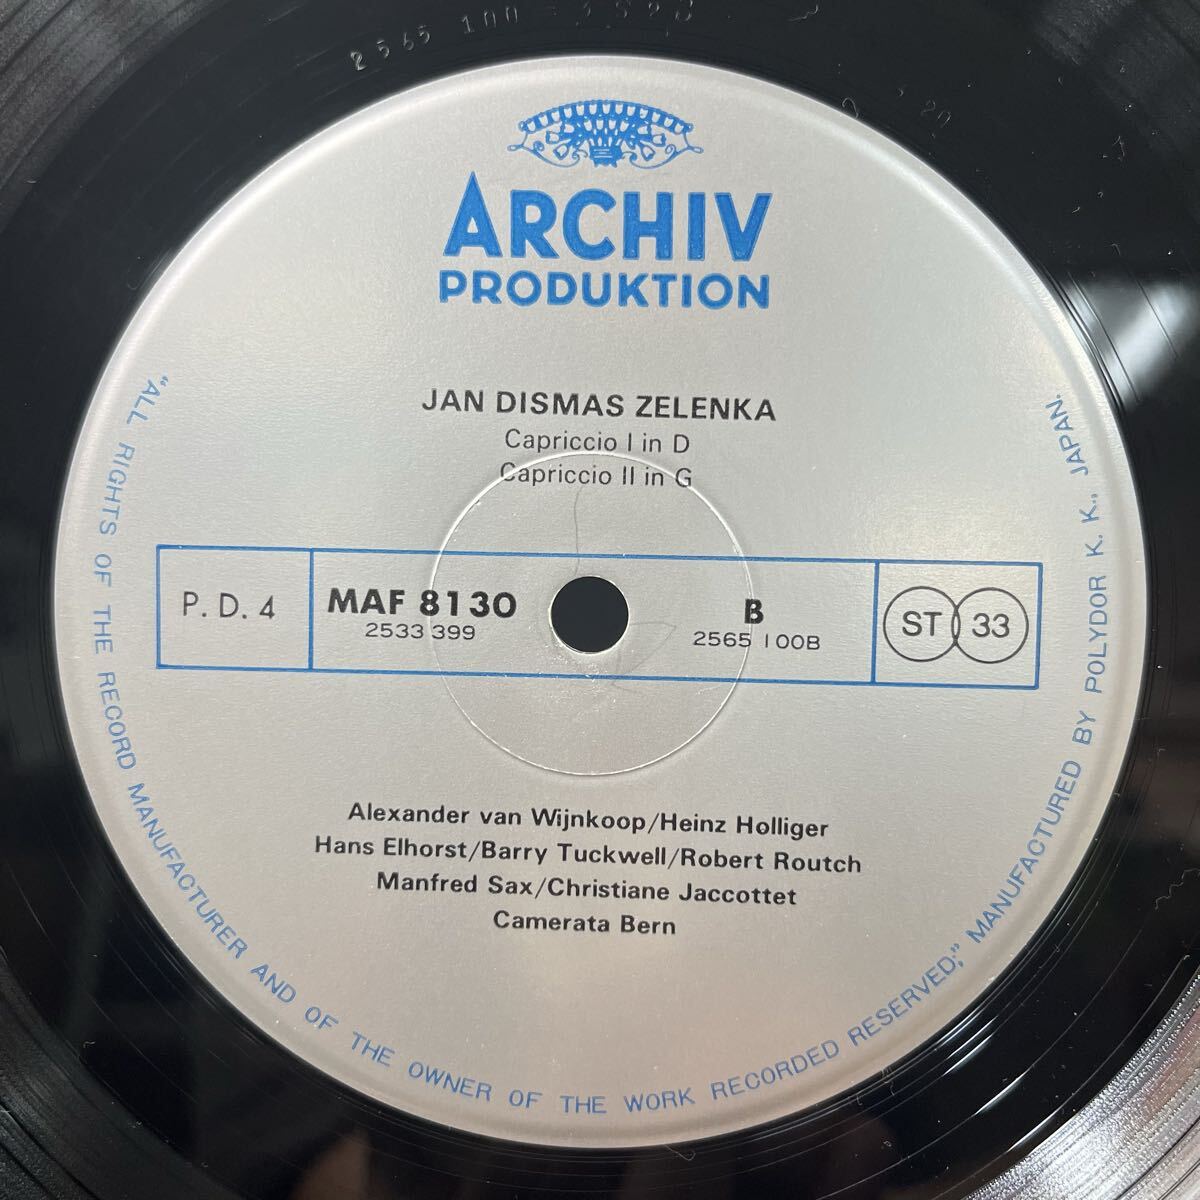 2565 100
ARCHIV
PRODUKTION
JAN DISMAS ZELENKA
Capriccio I in D
Capriccio II in G
P. D. 4
MAF 8130
2533 399
B
2565 100B
ST 33
Alexander van Wijnkoop/Heinz Holliger
Hans Elhorst/Barry Tuckwell/Robert Routch
Manfred Sax/Christiane Jaccottet
Camerata Bern
"ALL RIGHTS OF THE RECORD MANUFACTURER AND OF THE OWNER OF THE WORK RECORDED RESERVED;" MANUFACTURED BY POLYDOR K. K., JAPAN.